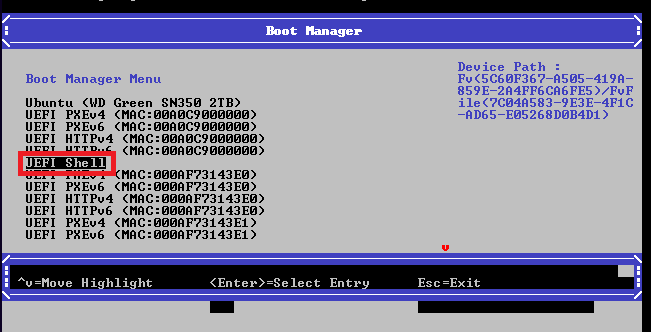 Boot Manager
Boot Manager Menu
Ubuntu (WD Green SN350 2TB)
UEFI PXEv4 (MAC:00A0C9000000)
UEFI PXEv6 (MAC:00A0C9000000)
UEFI HTTPv4 (MAC:00A0C9000000)
UEFI HTTPv6 (MAC:00A0C9000000)
UEFI Shell
UEFI PXEv4 (MAC:000AF73143E0)
UEFI PXEv6 (MAC:000AF73143E0)
UEFI HTTPv4 (MAC:000AF73143E0)
UEFI HTTPv6 (MAC:000AF73143E0)
UEFI PXEv4 (MAC:000AF73143E1)
UEFI PXEv6 (MAC:000AF73143E1)
Device Path :
Fv(5C60F367-A505-419A-
859E-2A4FF6CA6FE5)/FvF
ile(7C04A583-9E3E-4F1C
-AD65-E05268D0B4D1)
v
^v=Move Highlight <Enter>=Select Entry Esc=Exit